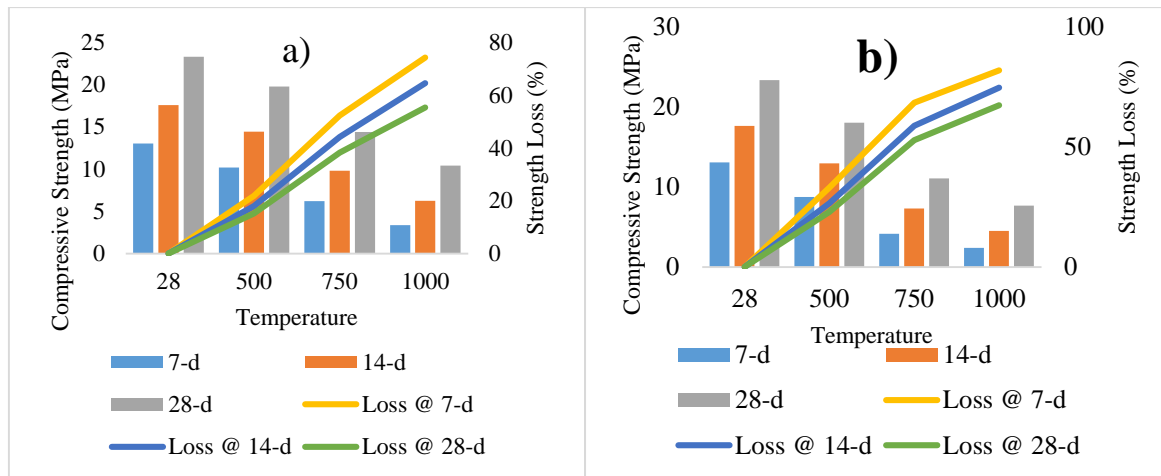 a)
Compressive Strength (MPa)
25
20
15
10
5
0
80
60
40
20
0
Strength Loss (%)
28 500 750 1000
Temperature
7-d 14-d
28-d Loss @ 7-d
Loss @ 14-d Loss @ 28-d
b)
Compressive Strength (MPa)
30
20
10
0
100
50
0
Strength Loss (%)
28 500 750 1000
Temperature
7-d 14-d
28-d Loss @ 7-d
Loss @ 14-d Loss @ 28-d